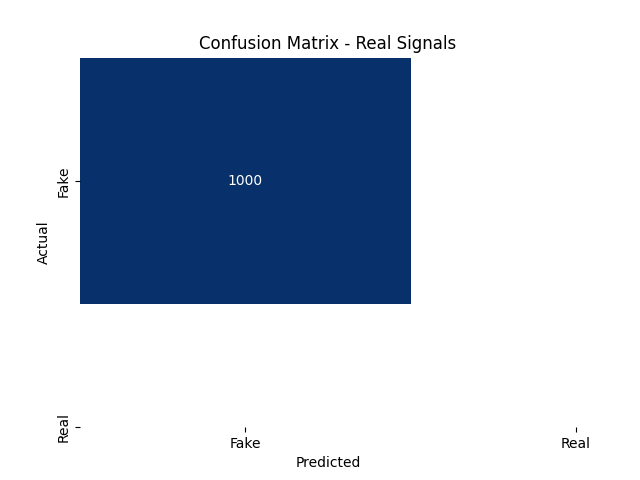 Confusion Matrix - Real Signals
Fake
1000
Actual
Real
Fake
Real
Predicted